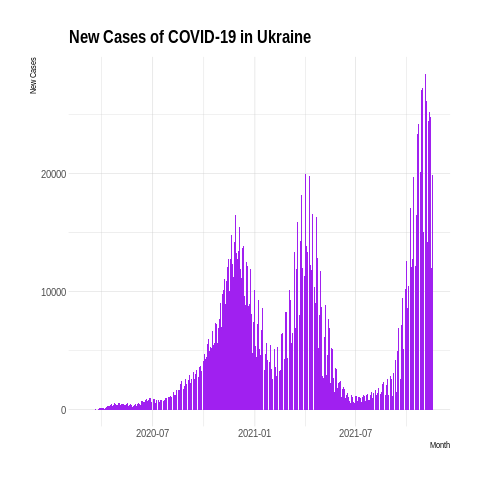 New Cases of COVID-19 in Ukraine
New Cases
20000
10000
0
2020-07 2021-01 2021-07
Month